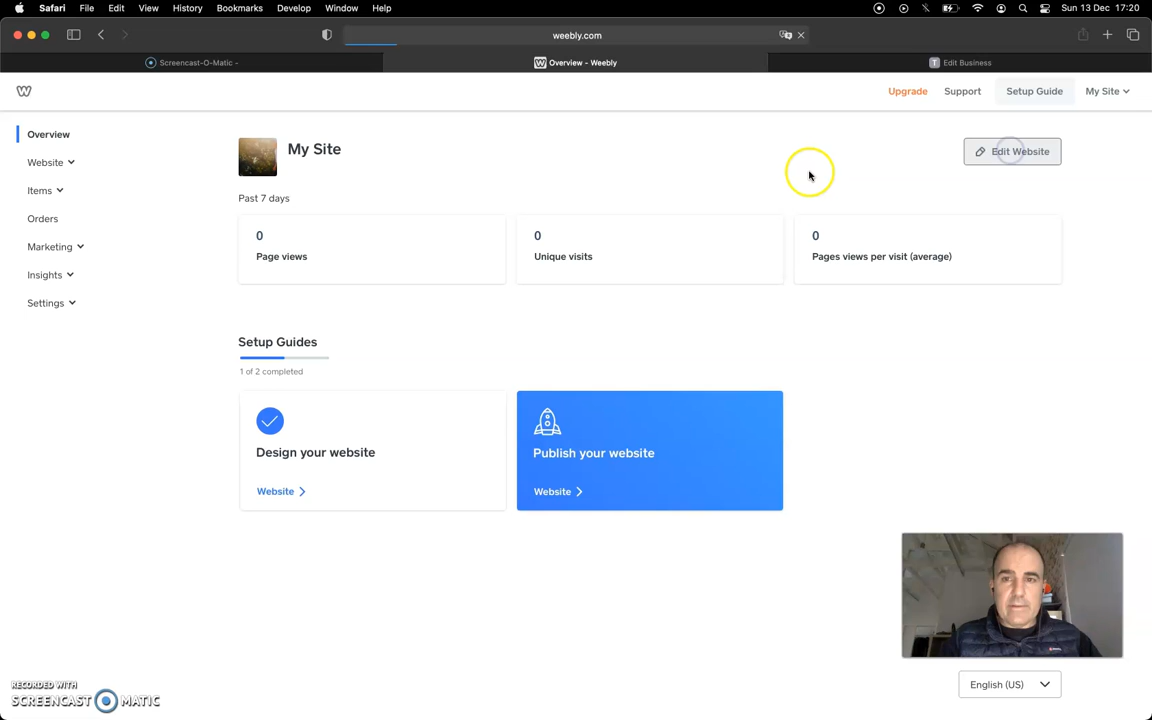 Safari File Edit View History Bookmarks Develop Window Help Sun 13 Dec 17:20
weebly.com
Screencast-O-Matic - Overview - Weebly T Edit Business
Upgrade Support Setup Guide My Site
Overview
Website
Items
Orders
Marketing
Insights
Settings
My Site
Edit Website
Past 7 days
0
Page views
0
Unique visits
0
Pages views per visit (average)
Setup Guides
1 of 2 completed
Design your website
Website
Publish your website
Website
RECORDED WITH
SCREENCAST MATIC
English (US)